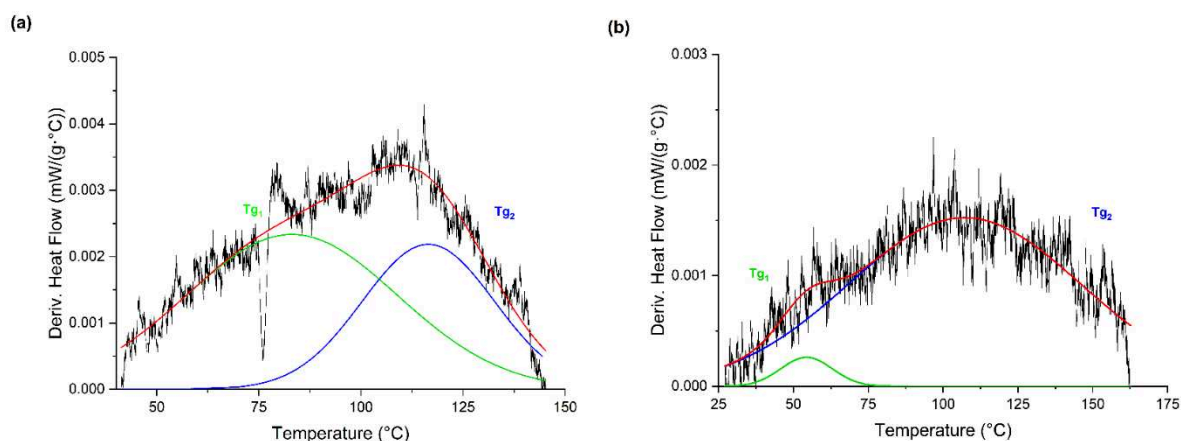 (a)
0.005
0.004
0.003
0.002
0.001
0.000
Deriv. Heat Flow (mW/(g·°C))
Tg₁
Tg₂
50
75
100
125
150
Temperature (°C)
(b)
0.003
0.002
0.001
0.000
Deriv. Heat Flow (mW/(g·°C))
Tg₁
Tg₂
25
50
75
100
125
150
175
Temperature (°C)